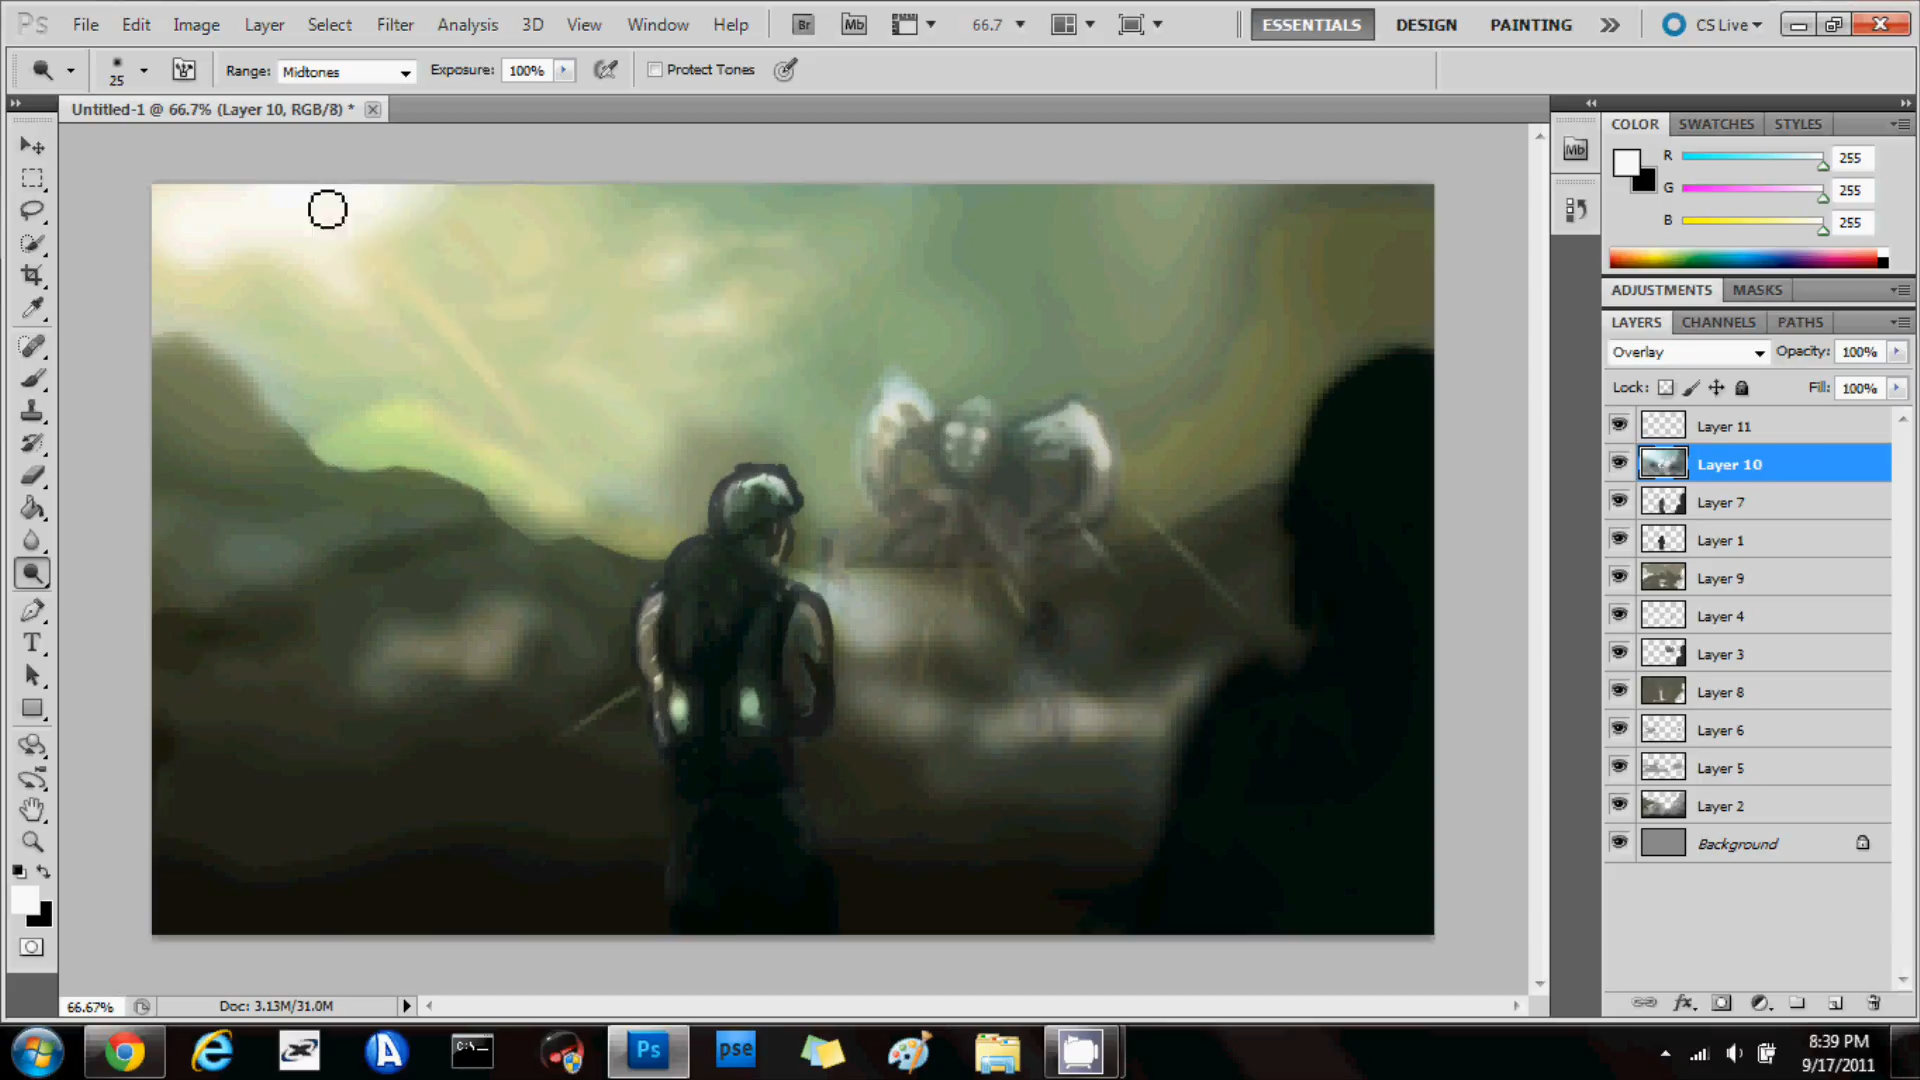 Ps File Edit Image Layer Select Filter Analysis 3D View Window Help Br Mb 66.7 ESSENTIALS DESIGN PAINTING CS Live
25 Range: Midtones Exposure: 100% Protect Tones
Untitled-1 @ 66.7% (Layer 10, RGB/8) *
COLOR SWATCHES STYLES
Mb
R 255
G 255
B 255
ADJUSTMENTS MASKS
LAYERS CHANNELS PATHS
Overlay Opacity: 100%
Lock: Fill: 100%
Layer 11
Layer 10
Layer 7
Layer 1
Layer 9
Layer 4
Layer 3
Layer 8
Layer 6
Layer 5
Layer 2
Background
T
fx
66.67% Doc: 3.13M/31.0M
C:\_ Ps pse
8:39 PM
9/17/2011